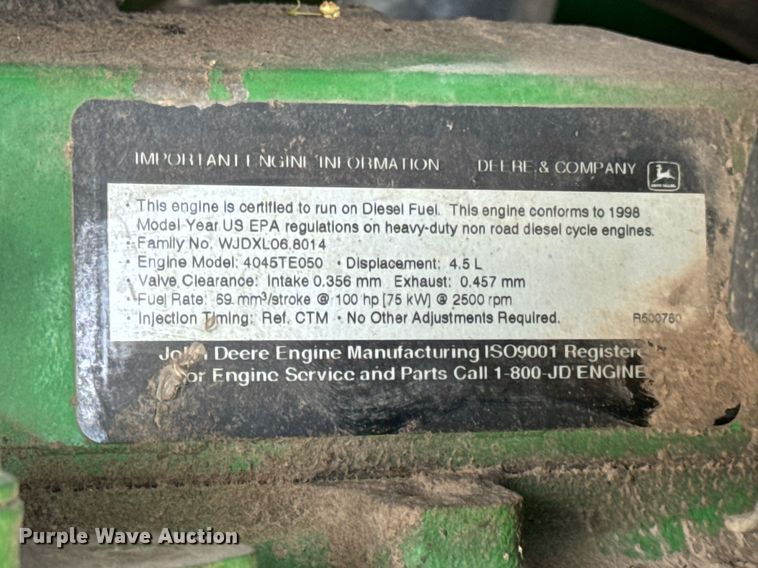 IMPORTANT ENGINE INFORMATION DEERE & COMPANY
• This engine is certified to run on Diesel Fuel. This engine conforms to 1998
Model Year US EPA regulations on heavy-duty non road diesel cycle engines.
• Family No. WJDXL06.8014
• Engine Model: 4045TE050 • Displacement: 4.5 L
• Valve Clearance: Intake 0.356 mm Exhaust: 0.457 mm
• Fuel Rate: 69 mm³/stroke @ 100 hp [75 kW] @ 2500 rpm
• Injection Timing: Ref. CTM • No Other Adjustments Required. R500760
John Deere Engine Manufacturing ISO9001 Registere
or Engine Service and Parts Call 1-800-JD ENGINE
Purple Wave Auction